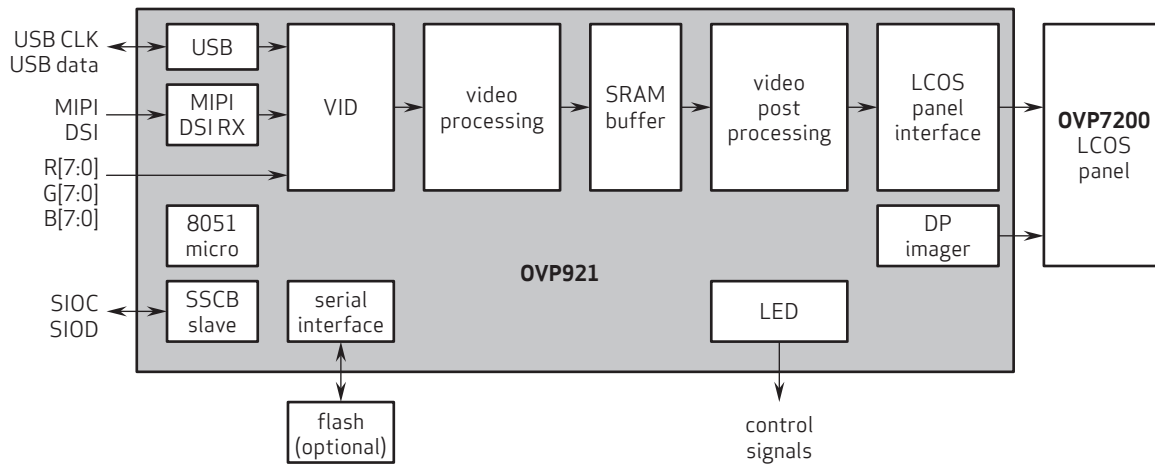 USB CLK
USB data
MIPI
DSI
R[7:0]
G[7:0]
B[7:0]
SIOC
SIOD
USB
MIPI
DSI RX
8051
micro
SSCB
slave
VID
serial
interface
flash
(optional)
video
processing
SRAM
buffer
video
post
processing
LCOS
panel
interface
DP
imager
OVP921
LED
control
signals
OVP7200
LCOS
panel